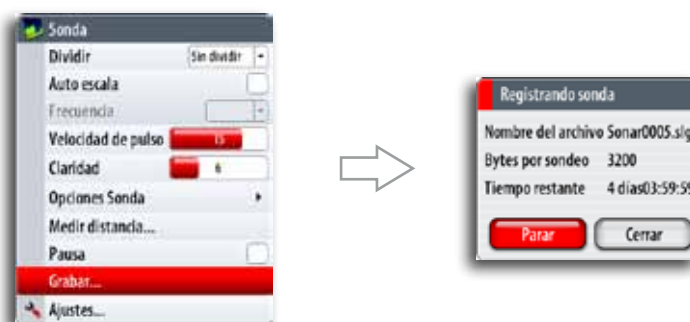 Sonda
Dividir Sin dividir
Auto escala
Frecuencia
Velocidad de pulso 15
Claridad 6
Opciones Sonda
Medir distancia...
Pausa
Grabar...
Ajustes...
Registrando sonda
Nombre del archivo Sonar0005.slg
Bytes por sondeo 3200
Tiempo restante 4 días03:59:59
Parar Cerrar